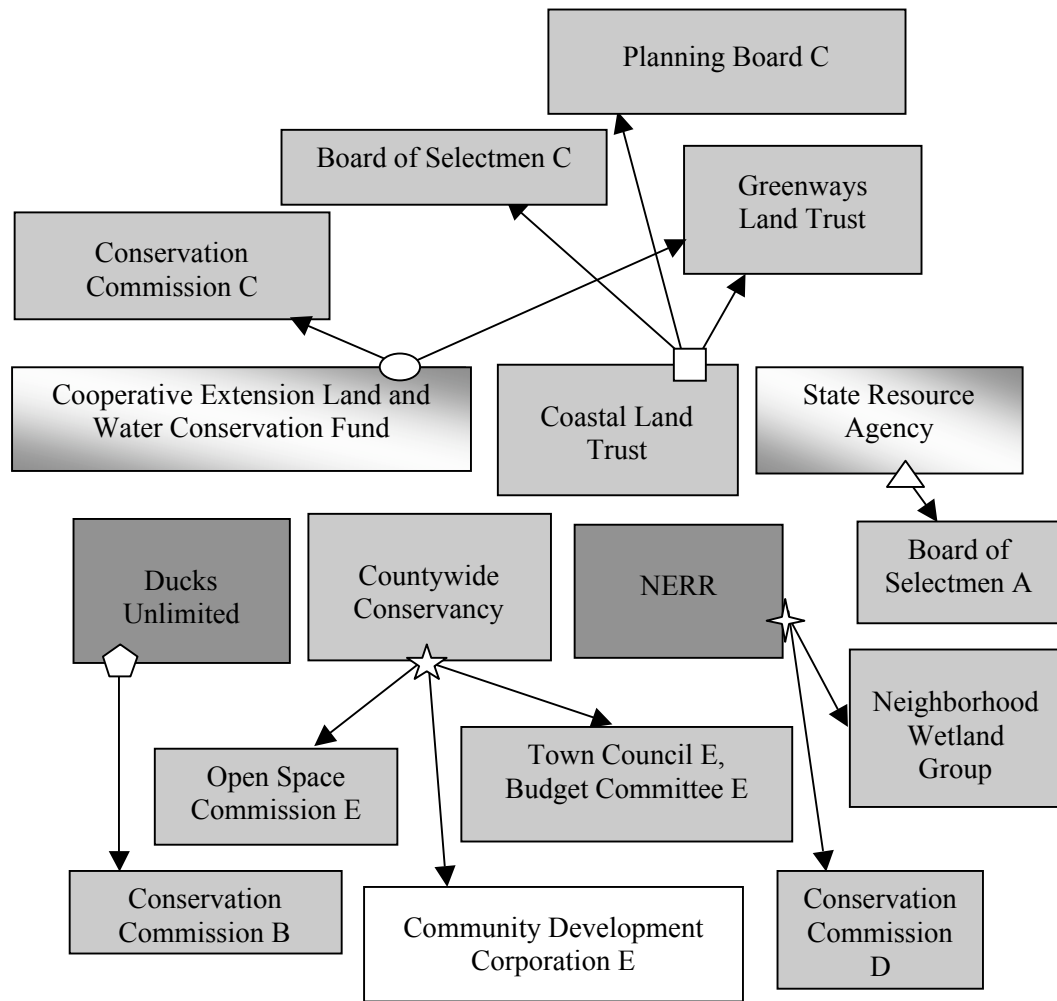 Planning Board C
Board of Selectmen C
Greenways
Land Trust
Conservation
Commission C
Cooperative Extension Land and
Water Conservation Fund
Coastal Land
Trust
State Resource
Agency
Ducks
Unlimited
Countywide
Conservancy
NERR
Board of
Selectmen A
Neighborhood
Wetland
Group
Open Space
Commission E
Town Council E,
Budget Committee E
Conservation
Commission B
Community Development
Corporation E
Conservation
Commission
D